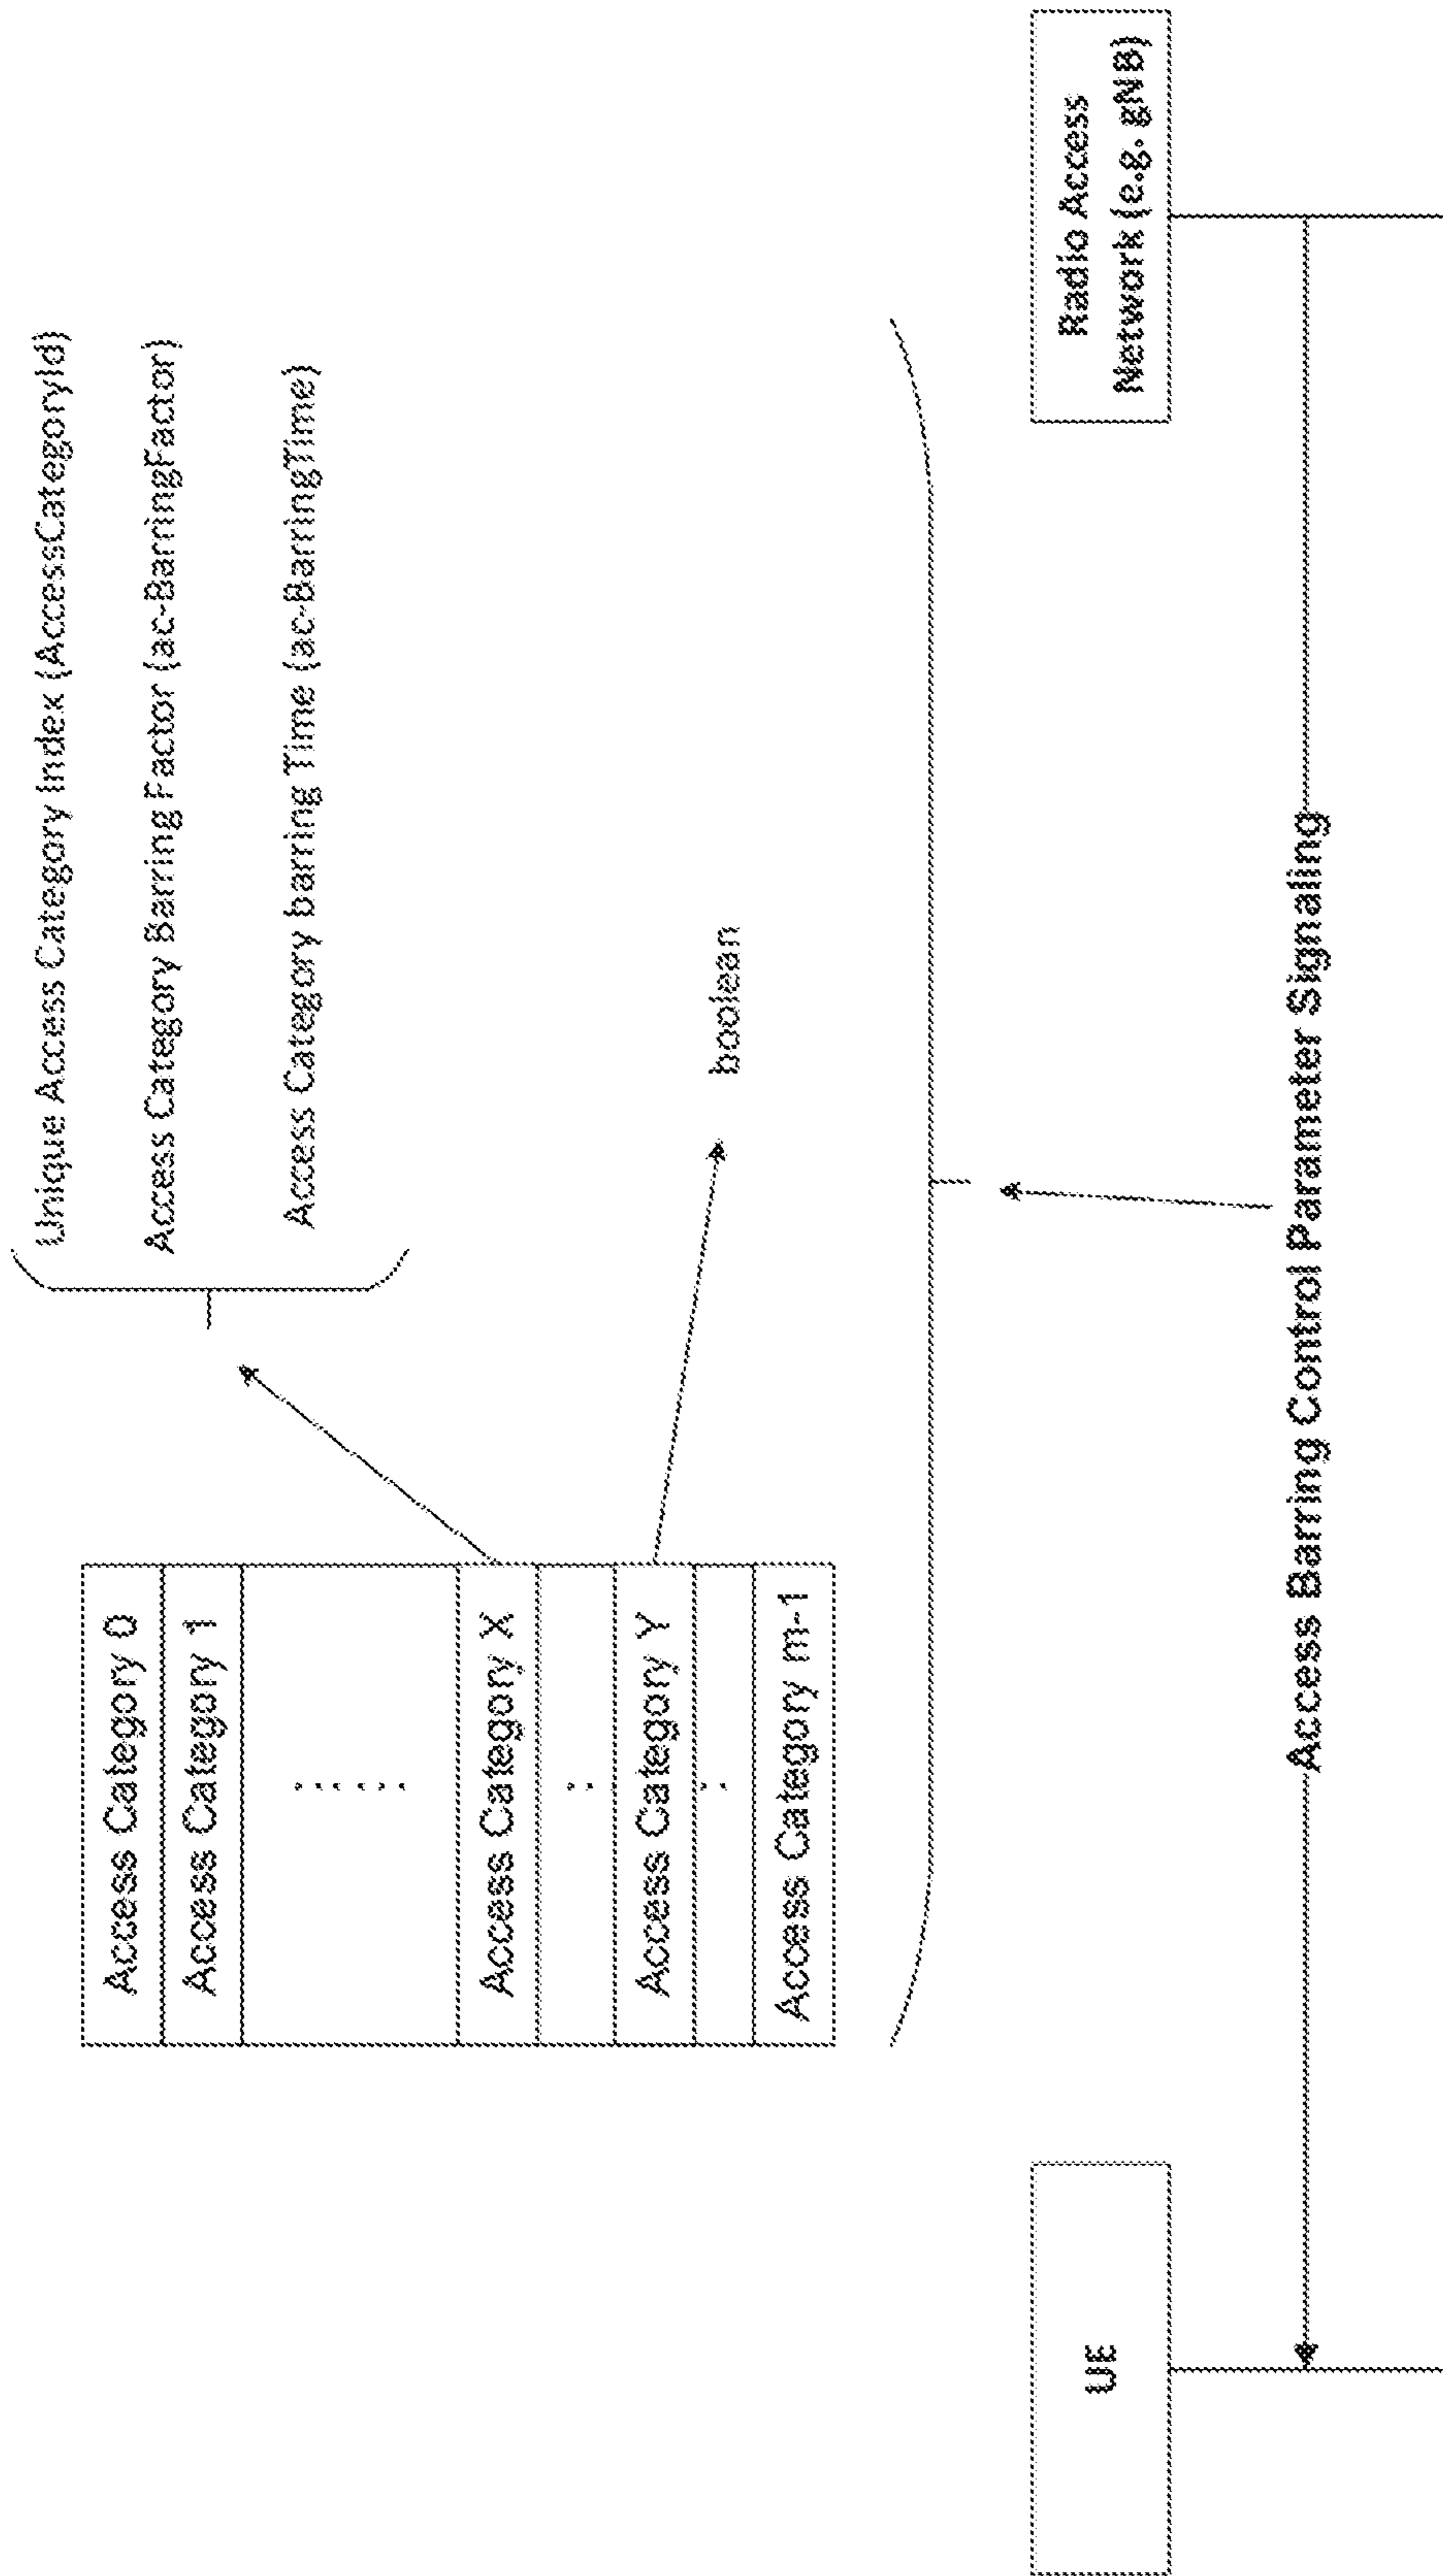 Unique Access Category Index (AccessCategoryId)
Access Category Barring Factor (ac-BarringFactor)
Access Category barring Time (ac-BarringTime)
Access Category 0
Access Category 1
. . . . .
Access Category X
. .
Access Category Y
. .
Access Category m-1
boolean
UE
Radio Access
Network (e.g. gNB)
Access Barring Control Parameter Signaling